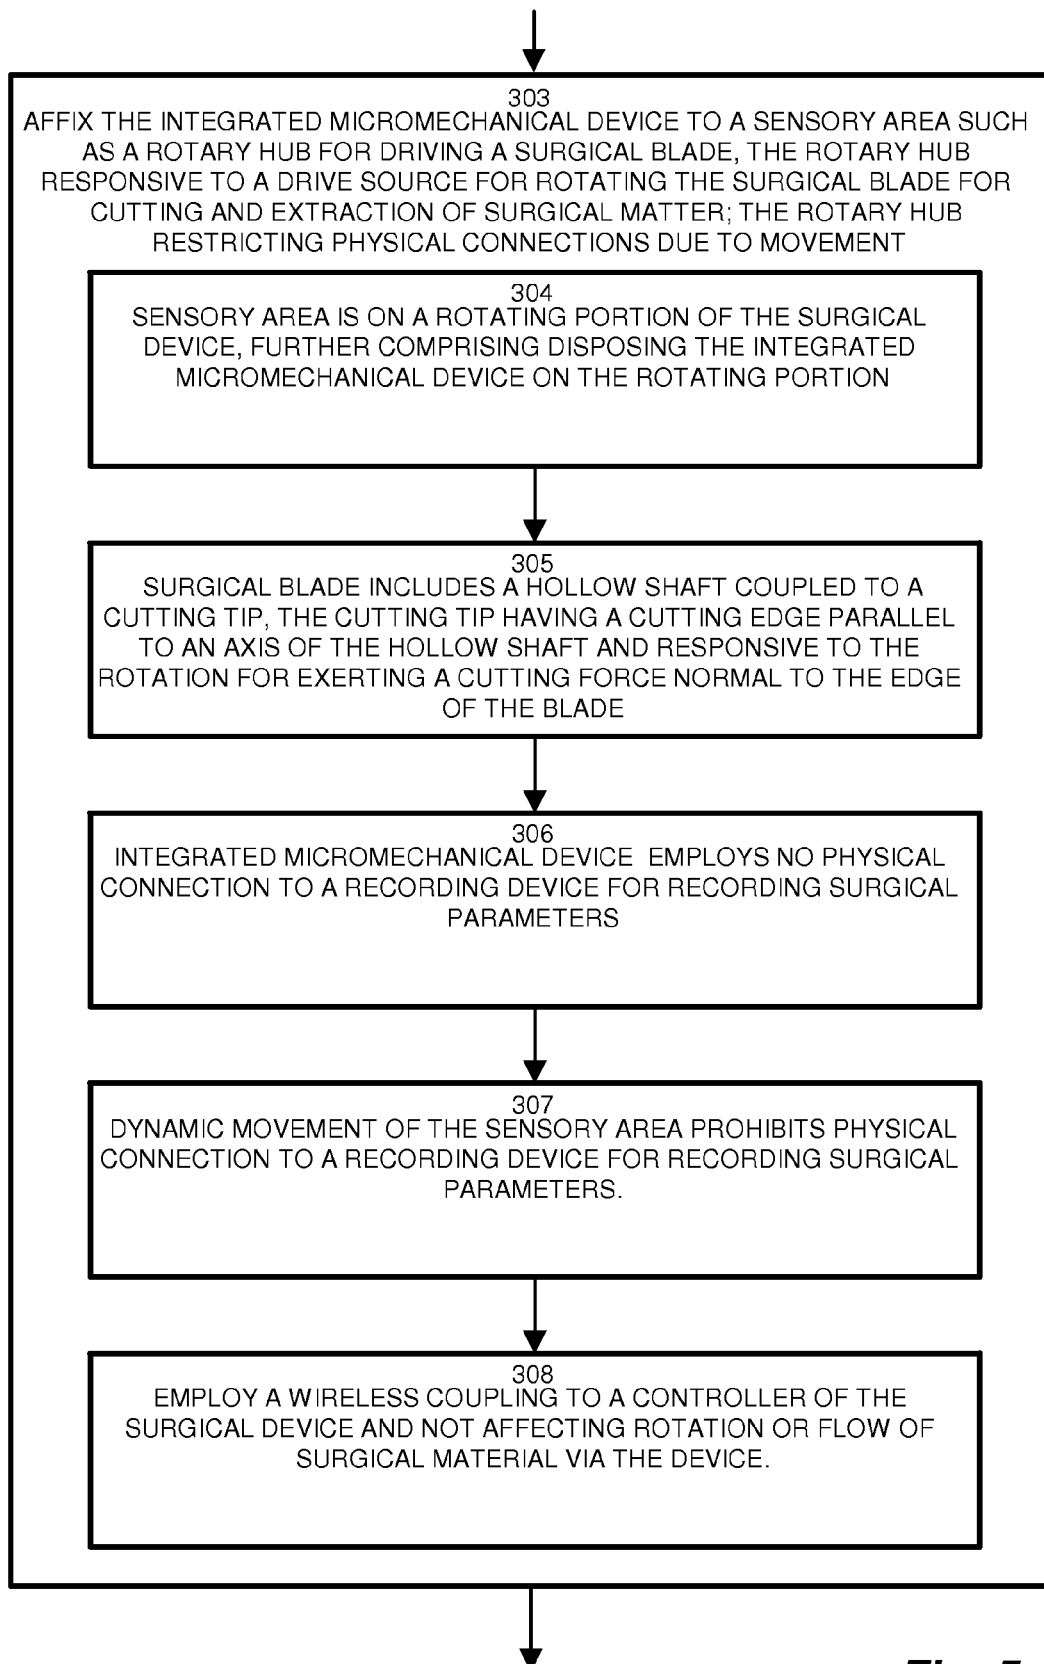 303
AFFIX THE INTEGRATED MICROMECHANICAL DEVICE TO A SENSORY AREA SUCH
AS A ROTARY HUB FOR DRIVING A SURGICAL BLADE, THE ROTARY HUB
RESPONSIVE TO A DRIVE SOURCE FOR ROTATING THE SURGICAL BLADE FOR
CUTTING AND EXTRACTION OF SURGICAL MATTER; THE ROTARY HUB
RESTRICTING PHYSICAL CONNECTIONS DUE TO MOVEMENT
304
SENSORY AREA IS ON A ROTATING PORTION OF THE SURGICAL
DEVICE, FURTHER COMPRISING DISPOSING THE INTEGRATED
MICROMECHANICAL DEVICE ON THE ROTATING PORTION
305
SURGICAL BLADE INCLUDES A HOLLOW SHAFT COUPLED TO A
CUTTING TIP, THE CUTTING TIP HAVING A CUTTING EDGE PARALLEL
TO AN AXIS OF THE HOLLOW SHAFT AND RESPONSIVE TO THE
ROTATION FOR EXERTING A CUTTING FORCE NORMAL TO THE EDGE
OF THE BLADE
306
INTEGRATED MICROMECHANICAL DEVICE EMPLOYS NO PHYSICAL
CONNECTION TO A RECORDING DEVICE FOR RECORDING SURGICAL
PARAMETERS
307
DYNAMIC MOVEMENT OF THE SENSORY AREA PROHIBITS PHYSICAL
CONNECTION TO A RECORDING DEVICE FOR RECORDING SURGICAL
PARAMETERS.
308
EMPLOY A WIRELESS COUPLING TO A CONTROLLER OF THE
SURGICAL DEVICE AND NOT AFFECTING ROTATION OR FLOW OF
SURGICAL MATERIAL VIA THE DEVICE.